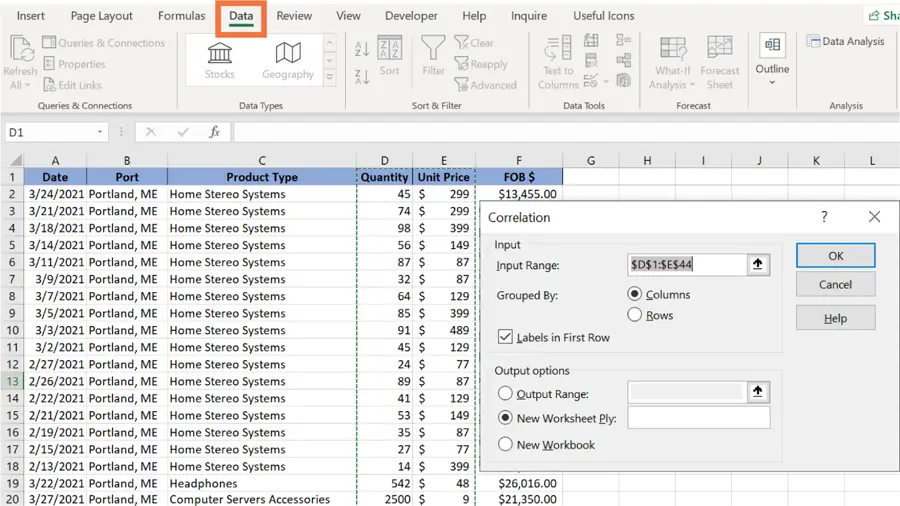 Insert Page Layout Formulas Data Review View Developer Help Inquire Useful Icons Sha
Refresh All
Queries & Connections
Properties
Edit Links
Queries & Connections
Stocks Geography
Data Types
Sort Filter
Clear
Reapply
Advanced
Sort & Filter
Text to Columns
Data Tools
What-If Analysis Forecast Sheet
Forecast
Outline
Data Analysis
Analysis
D1 fx
A B C D E F G H I J K L
1 Date Port Product Type Quantity Unit Price FOB $
2 3/24/2021 Portland, ME Home Stereo Systems 45 $ 299 $13,455.00
3 3/21/2021 Portland, ME Home Stereo Systems 74 $ 299
4 3/18/2021 Portland, ME Home Stereo Systems 98 $ 399
5 3/14/2021 Portland, ME Home Stereo Systems 56 $ 149
6 3/11/2021 Portland, ME Home Stereo Systems 87 $ 87
7 3/9/2021 Portland, ME Home Stereo Systems 32 $ 87
8 3/7/2021 Portland, ME Home Stereo Systems 64 $ 129
9 3/5/2021 Portland, ME Home Stereo Systems 85 $ 399
10 3/3/2021 Portland, ME Home Stereo Systems 91 $ 489
11 3/2/2021 Portland, ME Home Stereo Systems 45 $ 129
12 2/27/2021 Portland, ME Home Stereo Systems 24 $ 77
13 2/26/2021 Portland, ME Home Stereo Systems 89 $ 87
14 2/22/2021 Portland, ME Home Stereo Systems 41 $ 129
15 2/21/2021 Portland, ME Home Stereo Systems 53 $ 149
16 2/19/2021 Portland, ME Home Stereo Systems 35 $ 87
17 2/15/2021 Portland, ME Home Stereo Systems 27 $ 77
18 2/13/2021 Portland, ME Home Stereo Systems 14 $ 399
19 3/22/2021 Portland, ME Headphones 542 $ 48 $26,016.00
20 3/27/2021 Portland, ME Computer Servers Accessories 2500 $ 9 $21,350.00
Correlation ?
Input
Input Range: $D$1:$E$44
Grouped By: Columns
Rows
Labels in First Row
Output options
Output Range:
New Worksheet Ply:
New Workbook
OK
Cancel
Help